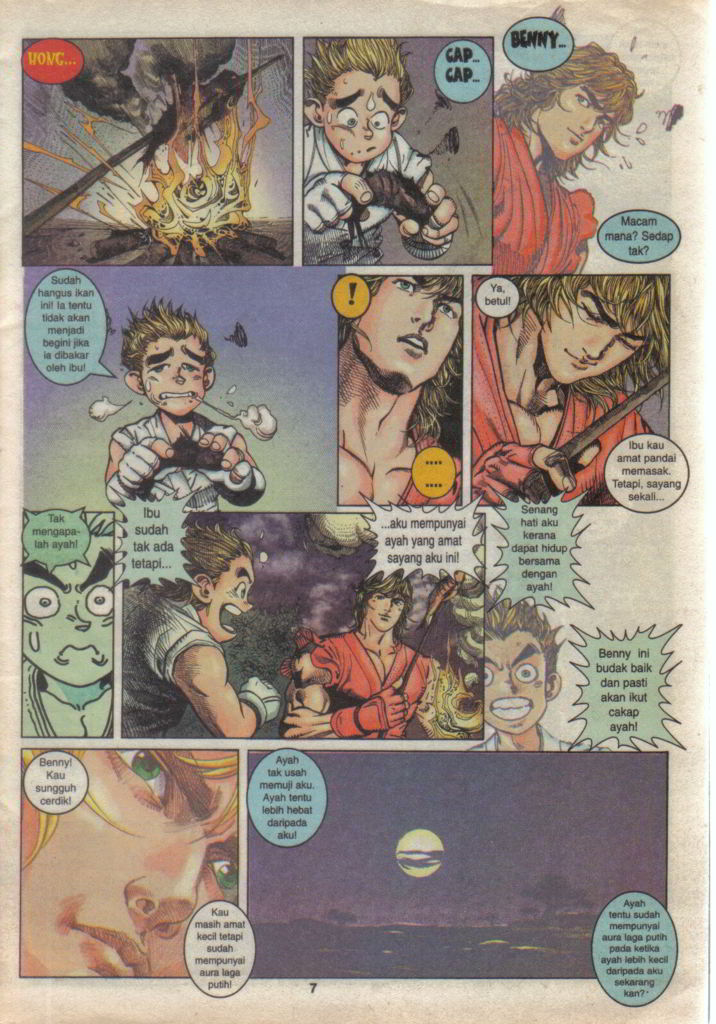 HONG...
CAP...
CAP...
BENNY...
Macam
mana? Sedap
tak?
Sudah
hangus ikan
ini! Ia tentu
tidak akan
menjadi
begini jika
ia dibakar
oleh ibu!
!
....
....
Ya,
betul!
Ibu kau
amat pandai
memasak.
Tetapi, sayang
sekali...
Tak
mengapa-
lah ayah!
Ibu
sudah
tak ada
tetapi...
...aku mempunyai
ayah yang amat
sayang aku ini!
Senang
hati aku
kerana
dapat hidup
bersama
dengan
ayah!
Benny ini
budak baik
dan pasti
akan ikut
cakap
ayah!
Benny!
Kau
sungguh
cerdik!
Kau
masih amat
kecil tetapi
sudah
mempunyai
aura laga
putih!
Ayah
tak usah
memuji aku.
Ayah tentu
lebih hebat
daripada
aku!
Ayah
tentu sudah
mempunyai
aura laga putih
pada ketika
ayah lebih kecil
daripada aku
sekarang
kan?
7